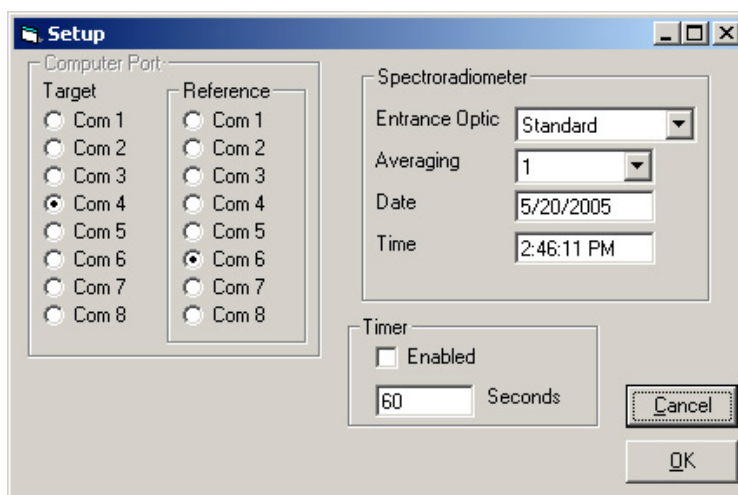 Setup
Computer Port
Target
Com 1
Com 2
Com 3
Com 4
Com 5
Com 6
Com 7
Com 8
Reference
Com 1
Com 2
Com 3
Com 4
Com 5
Com 6
Com 7
Com 8
Spectroradiometer
Entrance Optic Standard
Averaging 1
Date 5/20/2005
Time 2:46:11 PM
Timer
Enabled
60 Seconds
Cancel
OK